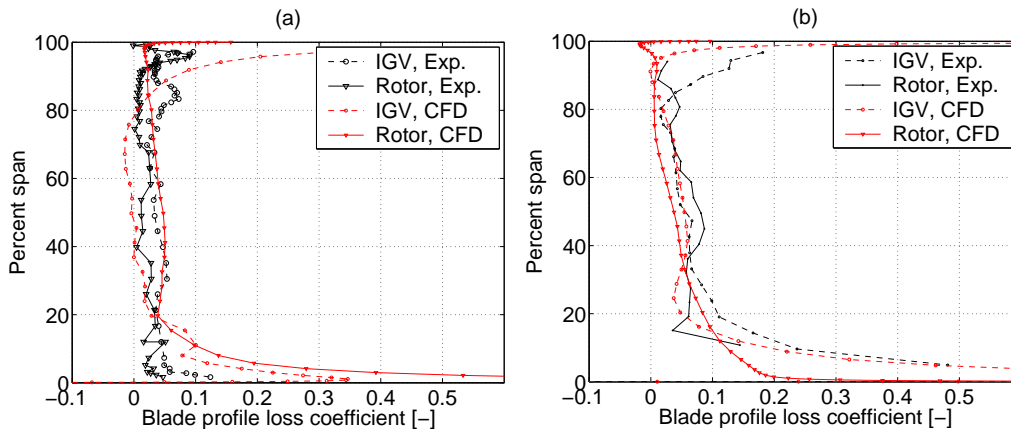 (a)
100
80
60
40
20
0
Percent span
−0.1 0 0.1 0.2 0.3 0.4 0.5
Blade profile loss coefficient [−]
IGV, Exp.
Rotor, Exp.
IGV, CFD
Rotor, CFD
(b)
100
80
60
40
20
0
Percent span
−0.1 0 0.1 0.2 0.3 0.4 0.5
Blade profile loss coefficient [−]
IGV, Exp.
Rotor, Exp.
IGV, CFD
Rotor, CFD